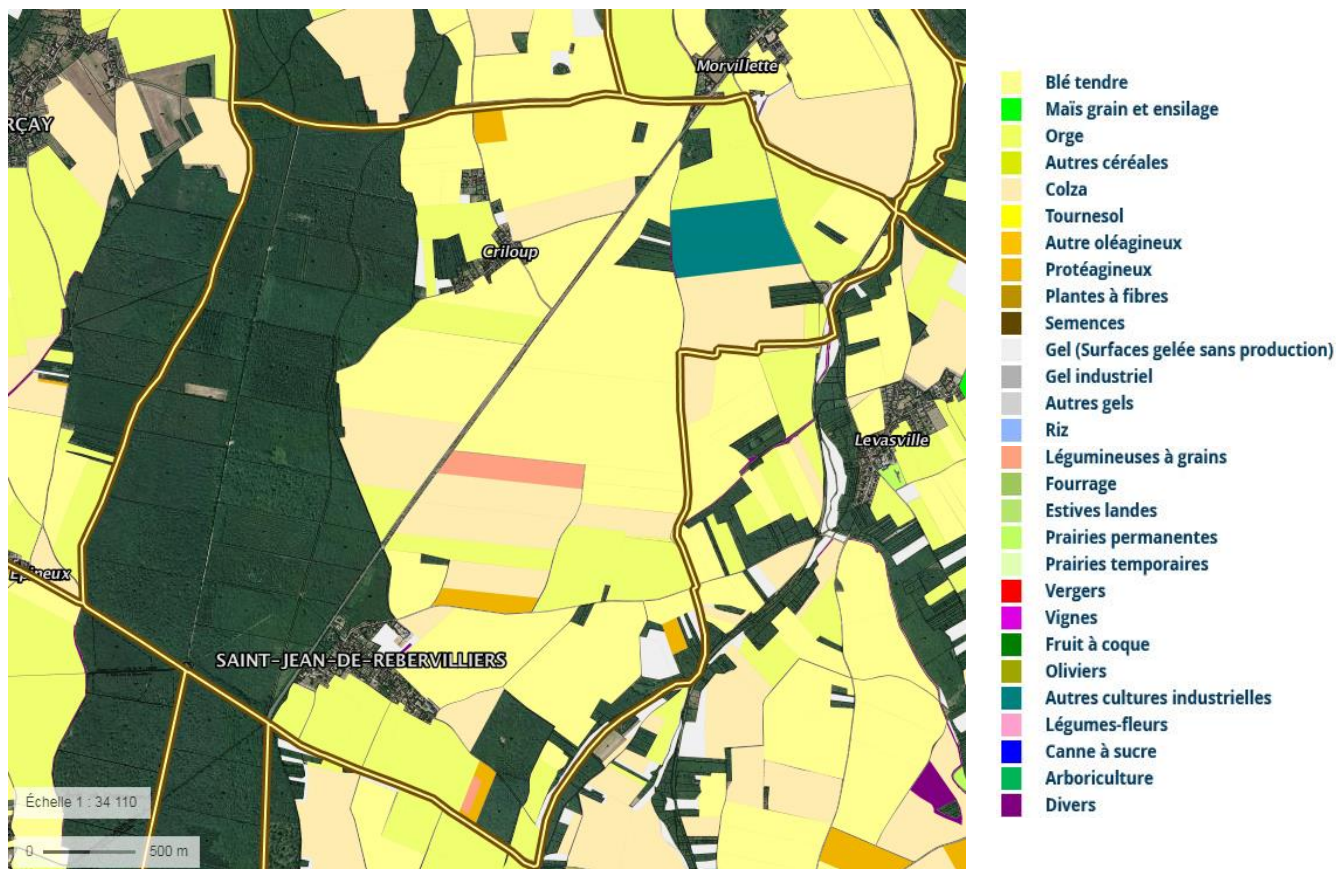 Morvillette
RÇAY
Criloup
Levasville
Epineux
SAINT-JEAN-DE-REBERVILLIERS
Échelle 1 : 34 110
0 500 m
Blé tendre
Maïs grain et ensilage
Orge
Autres céréales
Colza
Tournesol
Autre oléagineux
Protéagineux
Plantes à fibres
Semences
Gel (Surfaces gelée sans production)
Gel industriel
Autres gels
Riz
Légumineuses à grains
Fourrage
Estives landes
Prairies permanentes
Prairies temporaires
Vergers
Vignes
Fruit à coque
Oliviers
Autres cultures industrielles
Légumes-fleurs
Canne à sucre
Arboriculture
Divers